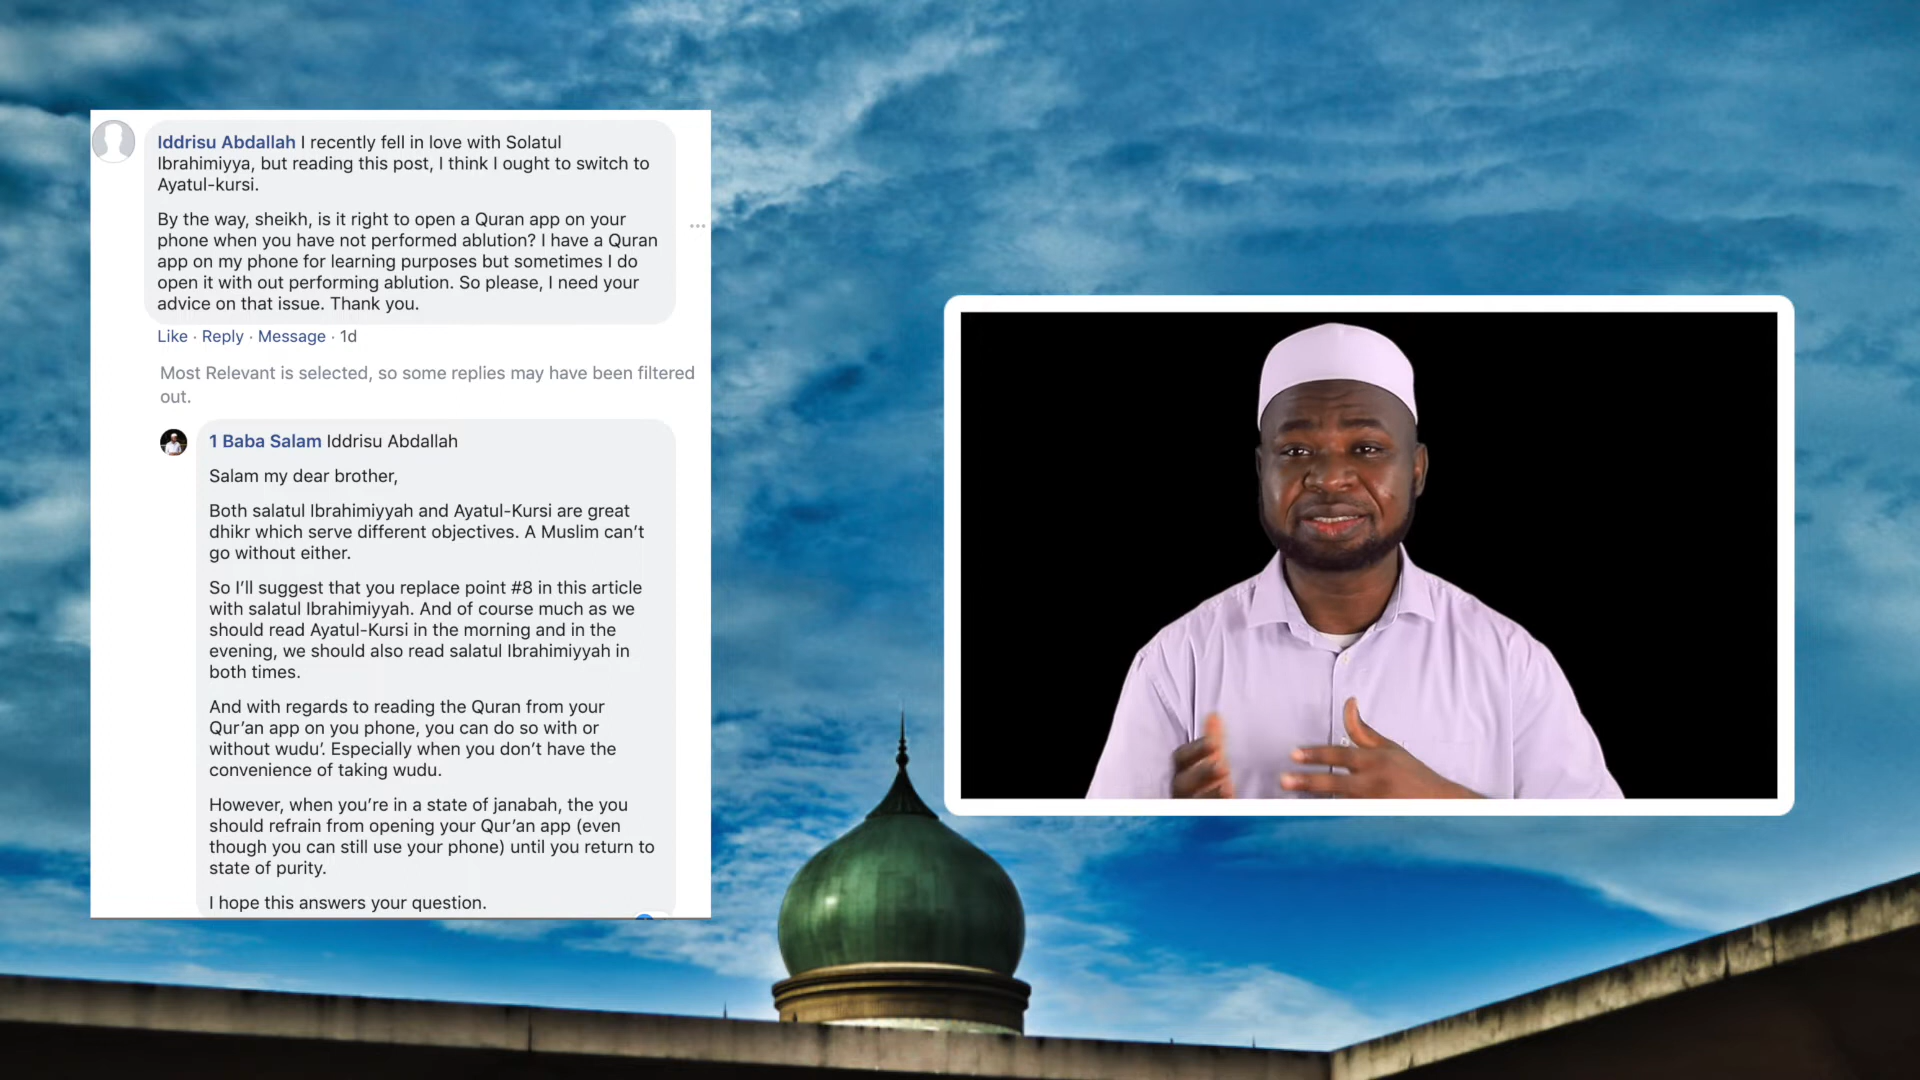 Iddrisu Abdallah I recently fell in love with Solatul
Ibrahimiyya, but reading this post, I think I ought to switch to
Ayatul-kursi.
By the way, sheikh, is it right to open a Quran app on your
phone when you have not performed ablution? I have a Quran
app on my phone for learning purposes but sometimes I do
open it with out performing ablution. So please, I need your
advice on that issue. Thank you.
Like · Reply · Message · 1d
Most Relevant is selected, so some replies may have been filtered
out.
1 Baba Salam Iddrisu Abdallah
Salam my dear brother,
Both salatul Ibrahimiyyah and Ayatul-Kursi are great
dhikr which serve different objectives. A Muslim can’t
go without either.
So I’ll suggest that you replace point #8 in this article
with salatul Ibrahimiyyah. And of course much as we
should read Ayatul-Kursi in the morning and in the
evening, we should also read salatul Ibrahimiyyah in
both times.
And with regards to reading the Quran from your
Qur’an app on you phone, you can do so with or
without wudu’. Especially when you don’t have the
convenience of taking wudu.
However, when you’re in a state of janabah, the you
should refrain from opening your Qur’an app (even
though you can still use your phone) until you return to
state of purity.
I hope this answers your question.